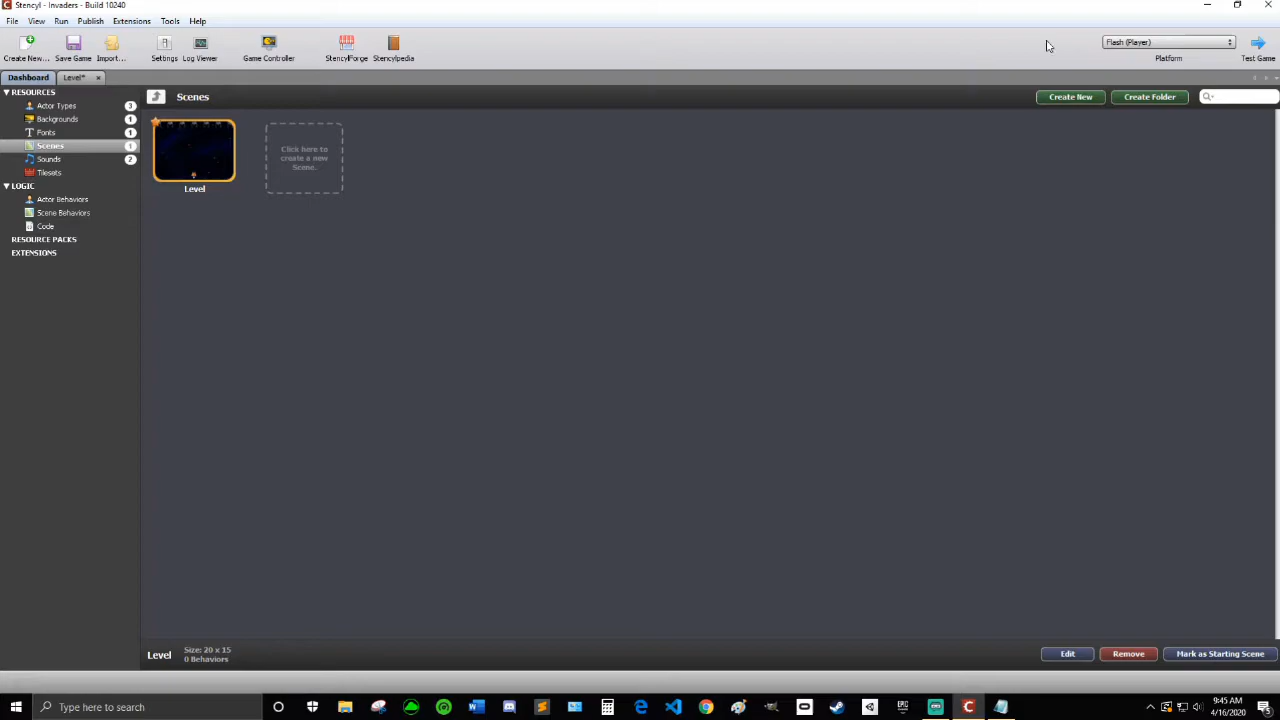 Stencyl - Invaders - Build 10240
File View Run Publish Extensions Tools Help
Create New... Save Game Import... Settings Log Viewer Game Controller StencylForge Stencylpedia
Flash (Player)
Platform
Test Game
Dashboard Level*
RESOURCES
Actor Types 3
Backgrounds 1
Fonts 1
Scenes 1
Sounds 2
Tilesets
LOGIC
Actor Behaviors
Scene Behaviors
Code
RESOURCE PACKS
EXTENSIONS
Scenes
Create New Create Folder
Level
Click here to
create a new
Scene.
Level
Size: 20 x 15
0 Behaviors
Edit Remove Mark as Starting Scene
Type here to search
9:45 AM
4/16/2020